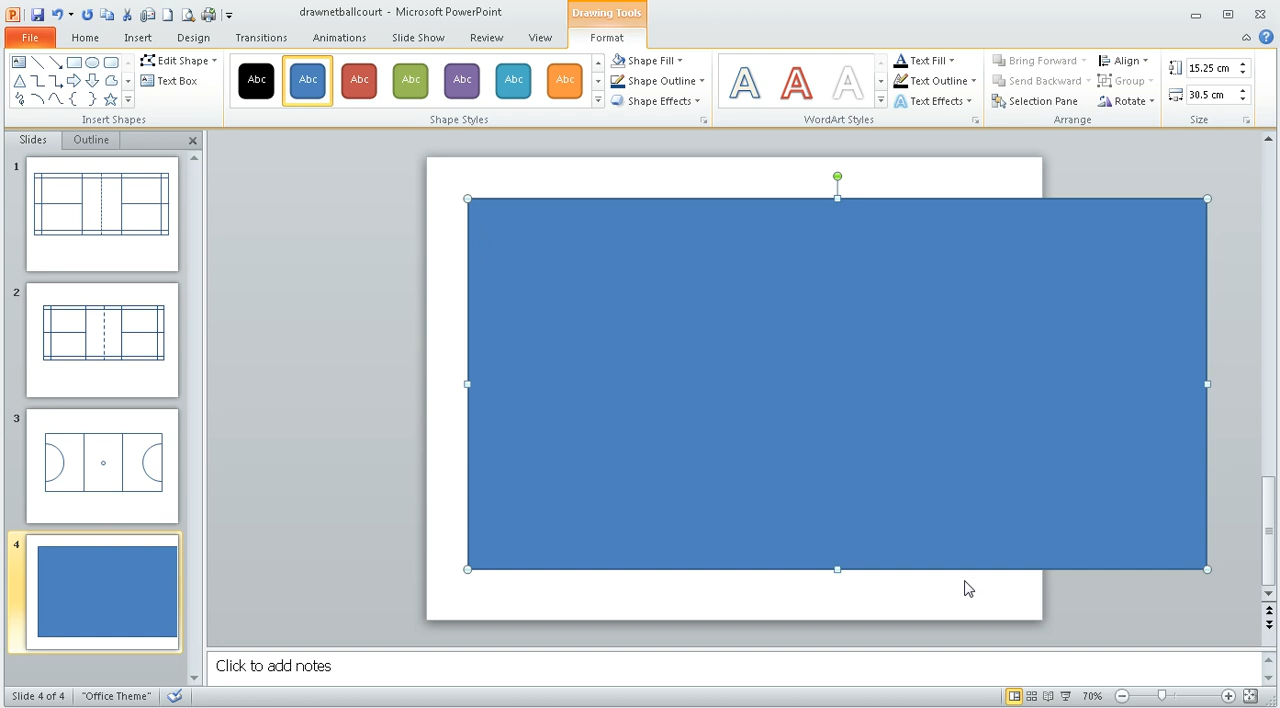 drawnetballcourt - Microsoft PowerPoint
Drawing Tools
File Home Insert Design Transitions Animations Slide Show Review View Format
Edit Shape
Text Box
Insert Shapes
Abc Abc Abc Abc Abc Abc Abc
Shape Fill
Shape Outline
Shape Effects
Shape Styles
A A A
Text Fill
Text Outline
Text Effects
WordArt Styles
Bring Forward
Send Backward
Selection Pane
Align
Group
Rotate
Arrange
15.25 cm
30.5 cm
Size
Slides Outline
1
2
3
4
Click to add notes
Slide 4 of 4 "Office Theme" 70%